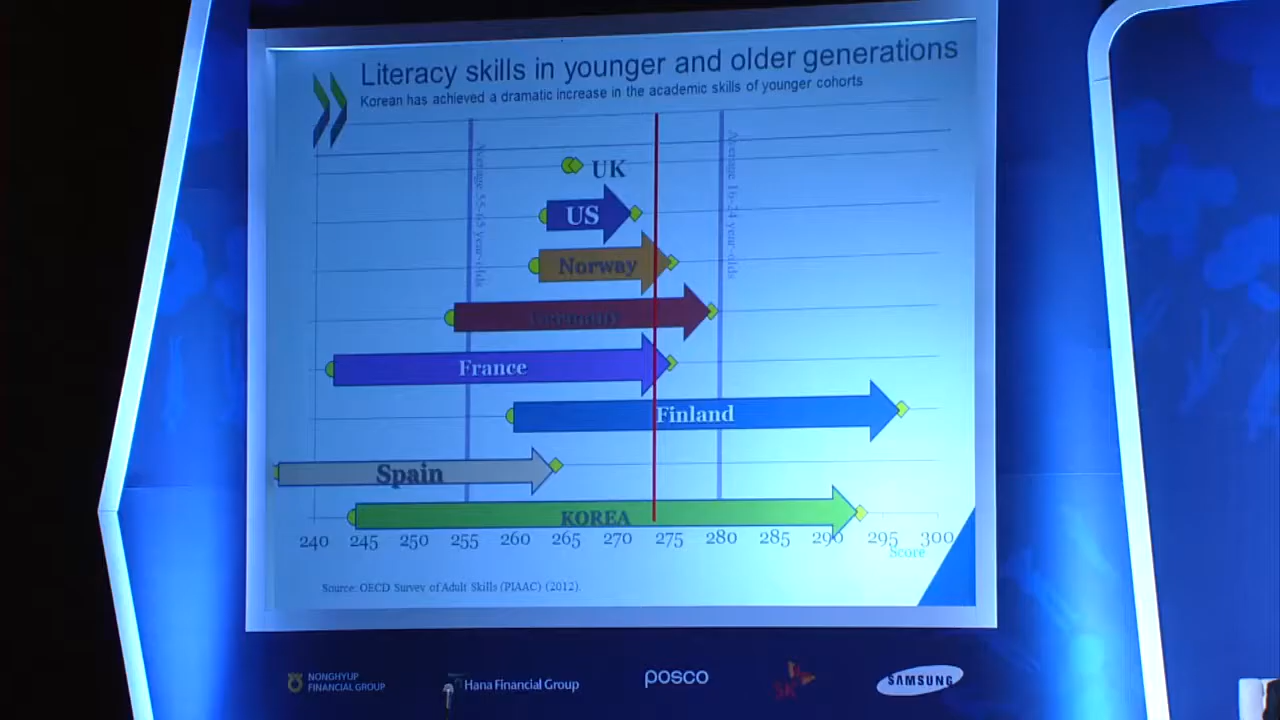 Literacy skills in younger and older generations
Korean has achieved a dramatic increase in the academic skills of younger cohorts
Average 55-65 year-olds
Average 16-24 year-olds
UK
US
Norway
Germany
France
Finland
Spain
KOREA
240 245 250 255 260 265 270 275 280 285 290 295 300
Score
Source: OECD Survey of Adult Skills (PIAAC) (2012).
NONGHYUP
FINANCIAL GROUP
Hana Financial Group
posco
SK
SAMSUNG